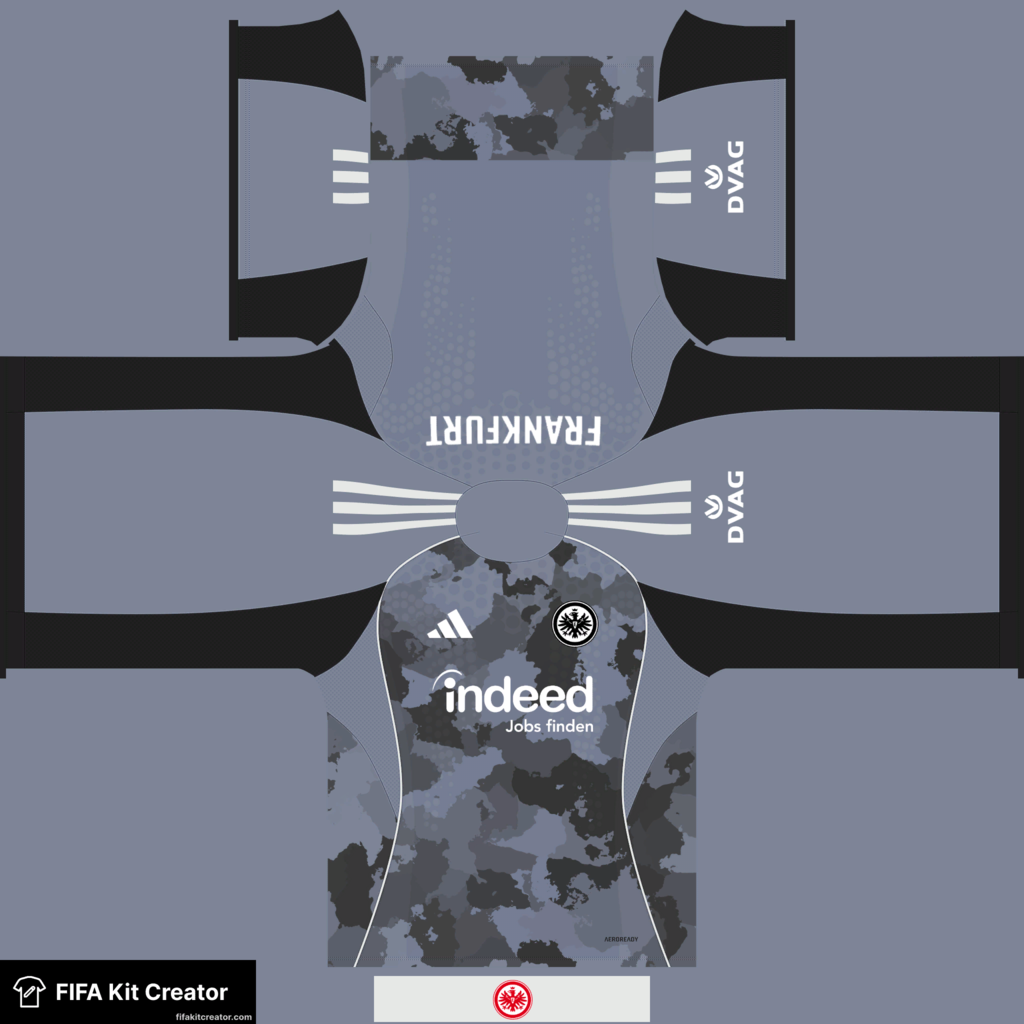 DVAG
FRANKFURT
DVAG
indeed
Jobs finden
AEROREADY
FIFA Kit Creator
fifakitcreator.com